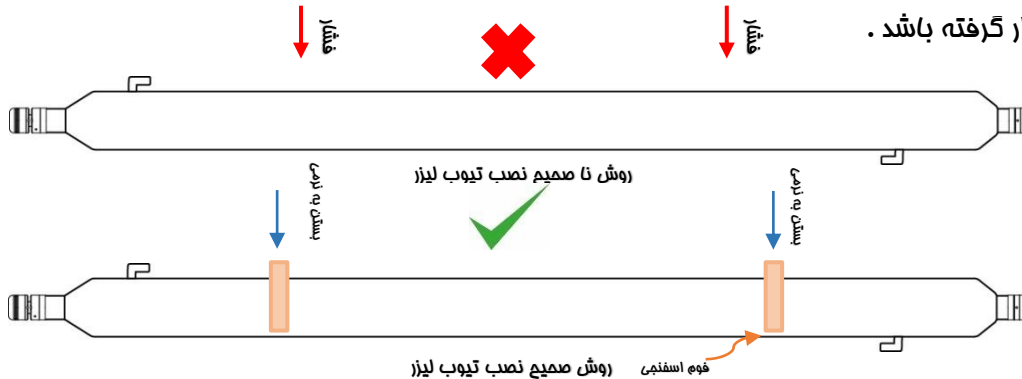 ر گرفته باشد .
فشار
فشار
روش نا صحیح نصب تیوب لیزر
بستن به نرمی
بستن به نرمی
فوم اسفنجی
روش صحیح نصب تیوب لیزر